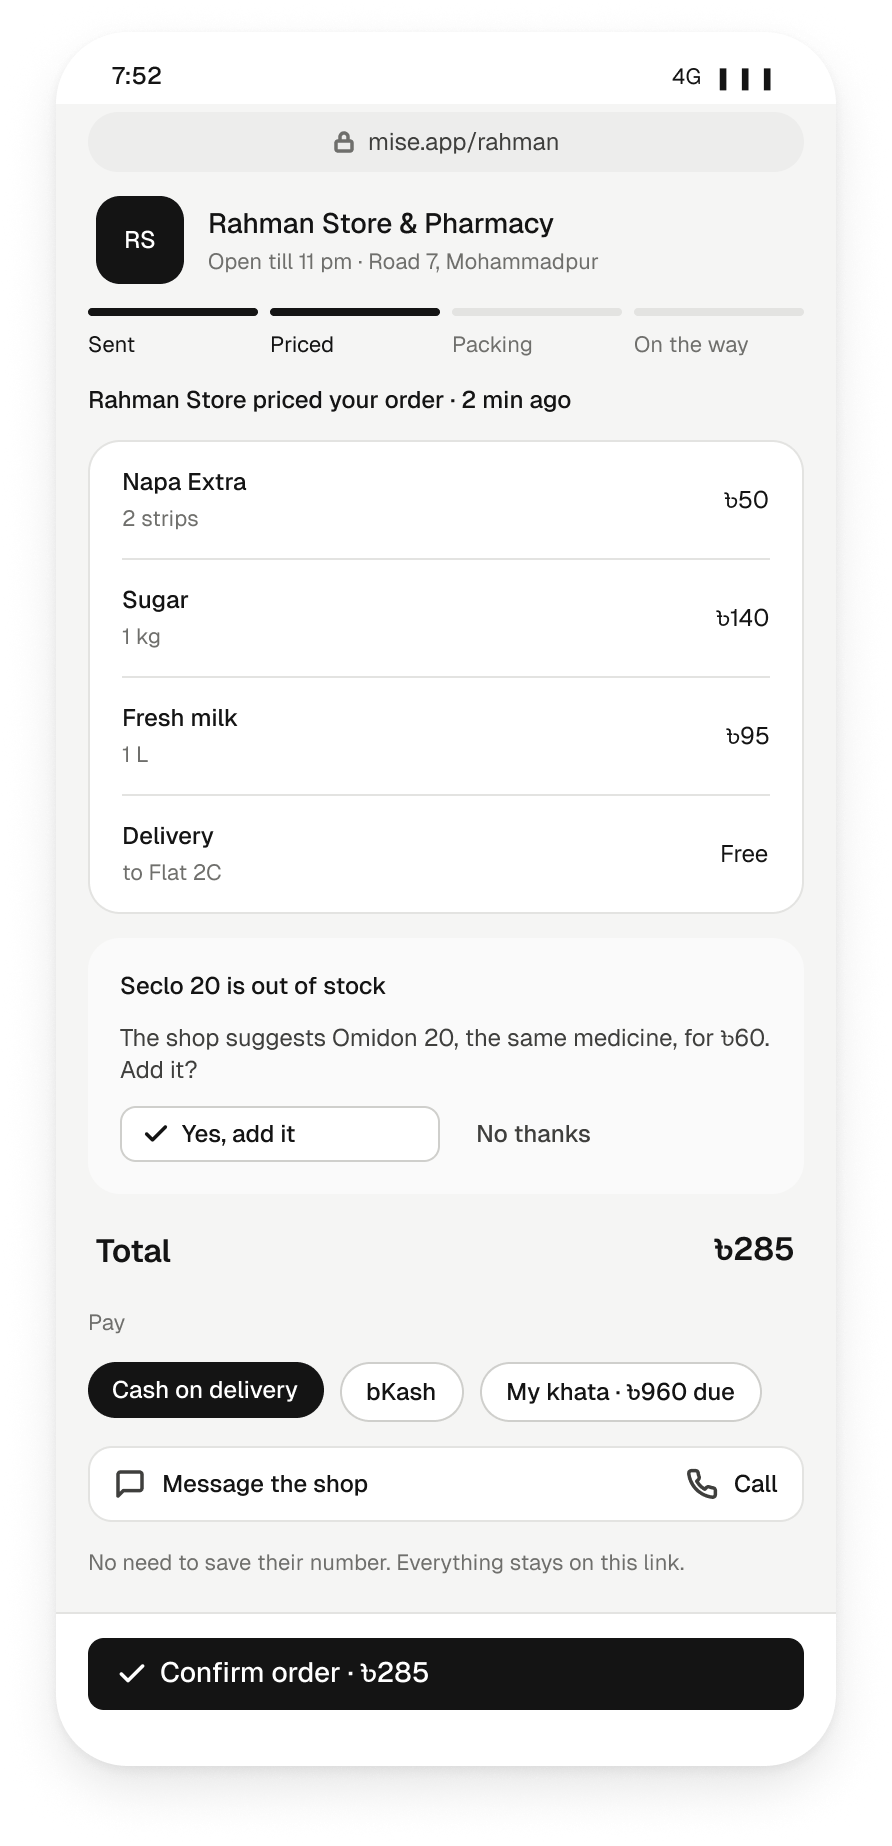 7:52
4G
mise.app/rahman
RS
Rahman Store & Pharmacy
Open till 11 pm · Road 7, Mohammadpur
Sent
Priced
Packing
On the way
Rahman Store priced your order · 2 min ago
Napa Extra
2 strips
৳50
Sugar
1 kg
৳140
Fresh milk
1 L
৳95
Delivery
to Flat 2C
Free
Seclo 20 is out of stock
The shop suggests Omidon 20, the same medicine, for ৳60.
Add it?
Yes, add it
No thanks
Total
৳285
Pay
Cash on delivery
bKash
My khata · ৳960 due
Message the shop
Call
No need to save their number. Everything stays on this link.
Confirm order · ৳285